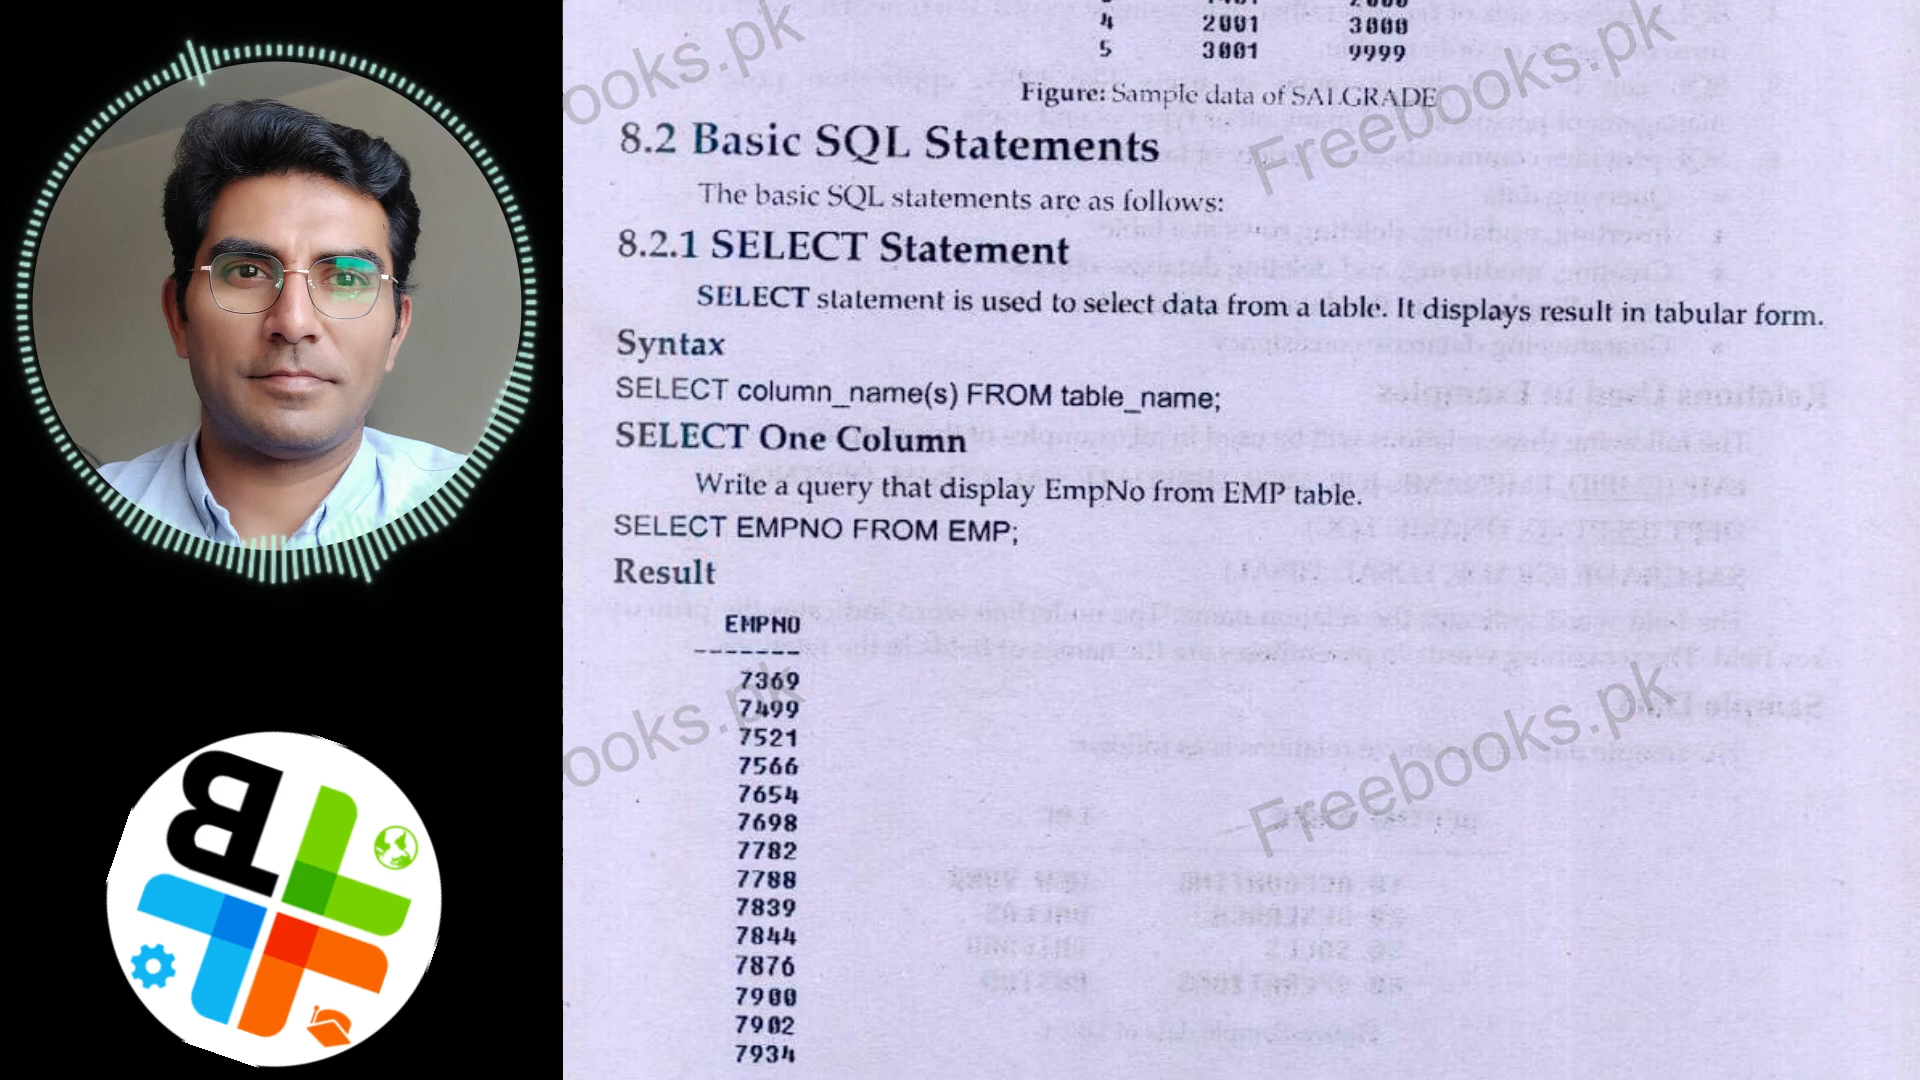 4 2001 3000
5 3001 9999
Figure: Sample data of SALGRADE
8.2 Basic SQL Statements
The basic SQL statements are as follows:
8.2.1 SELECT Statement
SELECT statement is used to select data from a table. It displays result in tabular form.
Syntax
SELECT column_name(s) FROM table_name;
SELECT One Column
Write a query that display EmpNo from EMP table.
SELECT EMPNO FROM EMP;
Result
EMPNO
-------
7369
7499
7521
7566
7654
7698
7782
7788
7839
7844
7876
7900
7902
7934
ooks.pk
Freebooks.pk
ooks.pk
Freebooks.pk
B